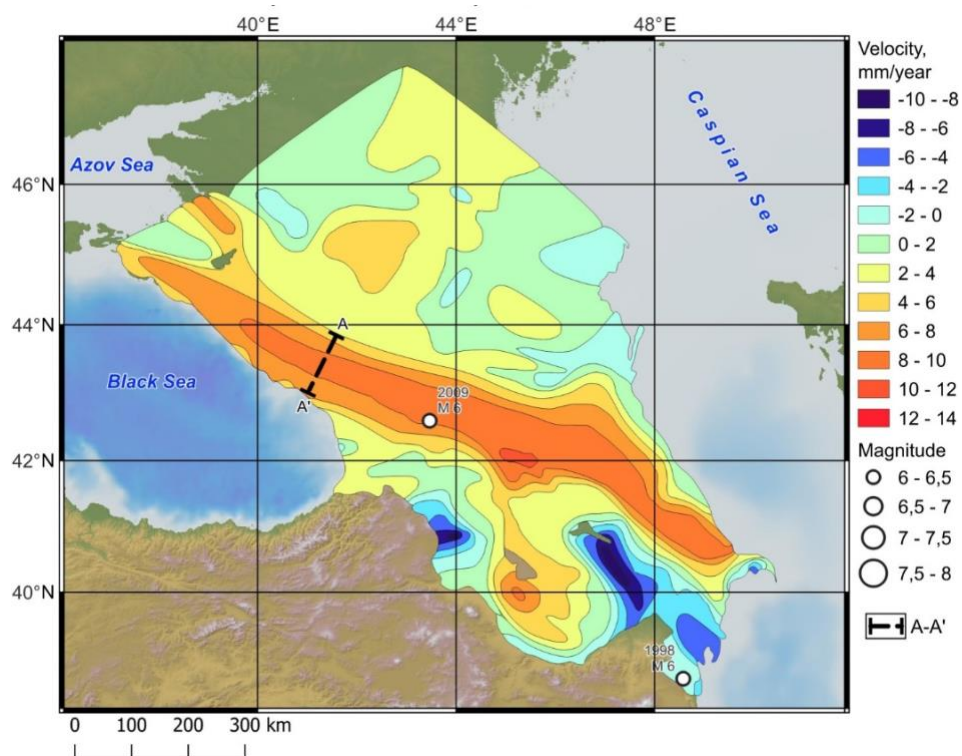 40°E 44°E 48°E
Velocity,
mm/year
-10 - -8
-8 - -6
-6 - -4
-4 - -2
-2 - 0
0 - 2
2 - 4
4 - 6
6 - 8
8 - 10
10 - 12
12 - 14
Magnitude
6 - 6,5
6,5 - 7
7 - 7,5
7,5 - 8
A-A'
46°N
44°N
42°N
40°N
Azov Sea
Caspian Sea
Black Sea
A
A'
2009
M 6
1998
M 6
0 100 200 300 km